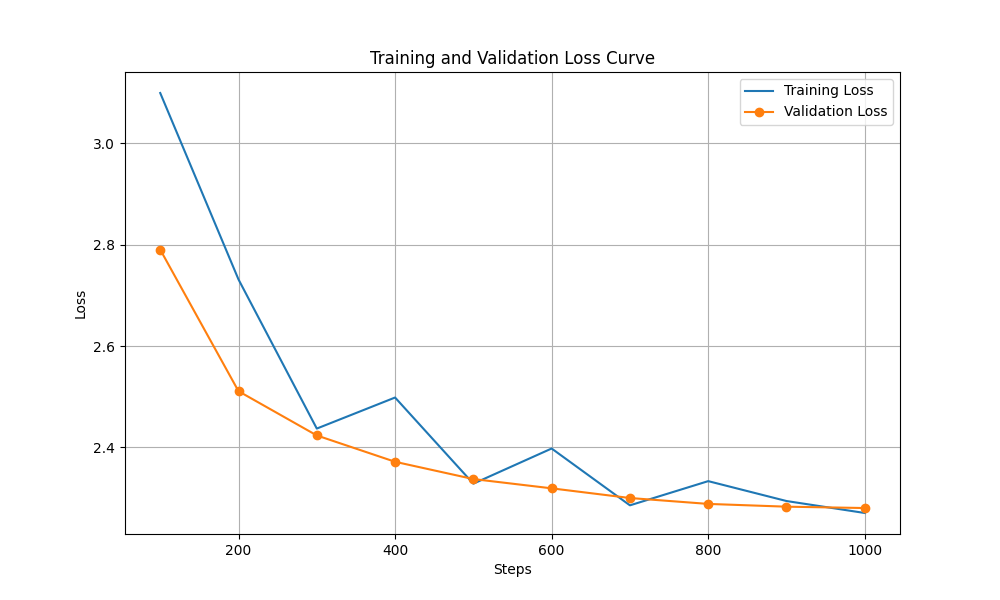 Training and Validation Loss Curve
Training Loss
Validation Loss
3.0
2.8
2.6
2.4
Loss
200 400 600 800 1000
Steps